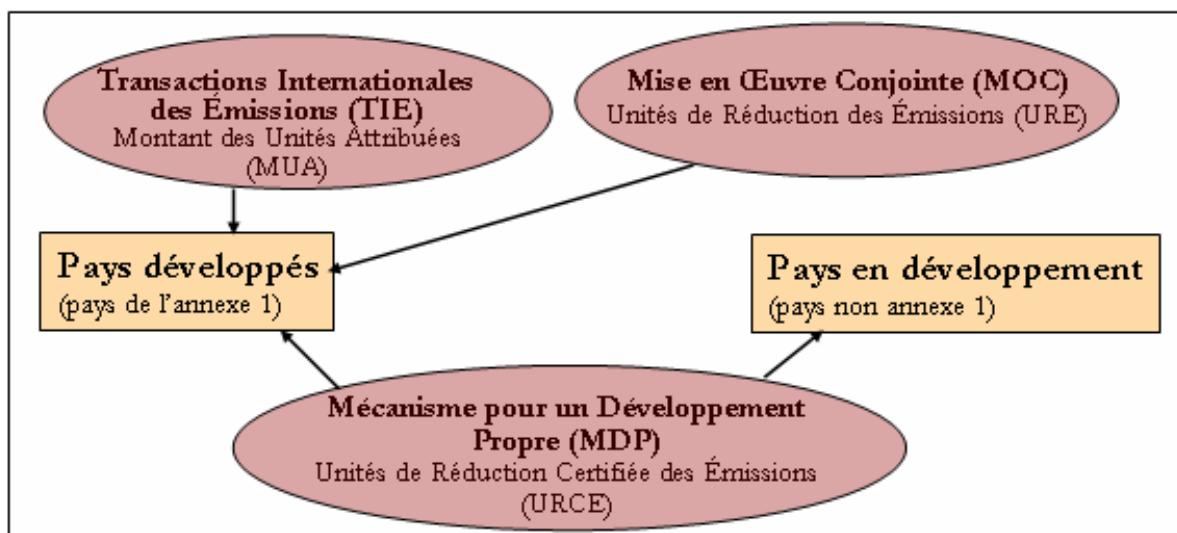 Transactions Internationales
des Émissions (TIE)
Montant des Unités Attribuées
(MUA)
Mise en Œuvre Conjointe (MOC)
Unités de Réduction des Émissions (URE)
Pays développés
(pays de l'annexe 1)
Pays en développement
(pays non annexe 1)
Mécanisme pour un Développement
Propre (MDP)
Unités de Réduction Certifiée des Émissions
(URCE)